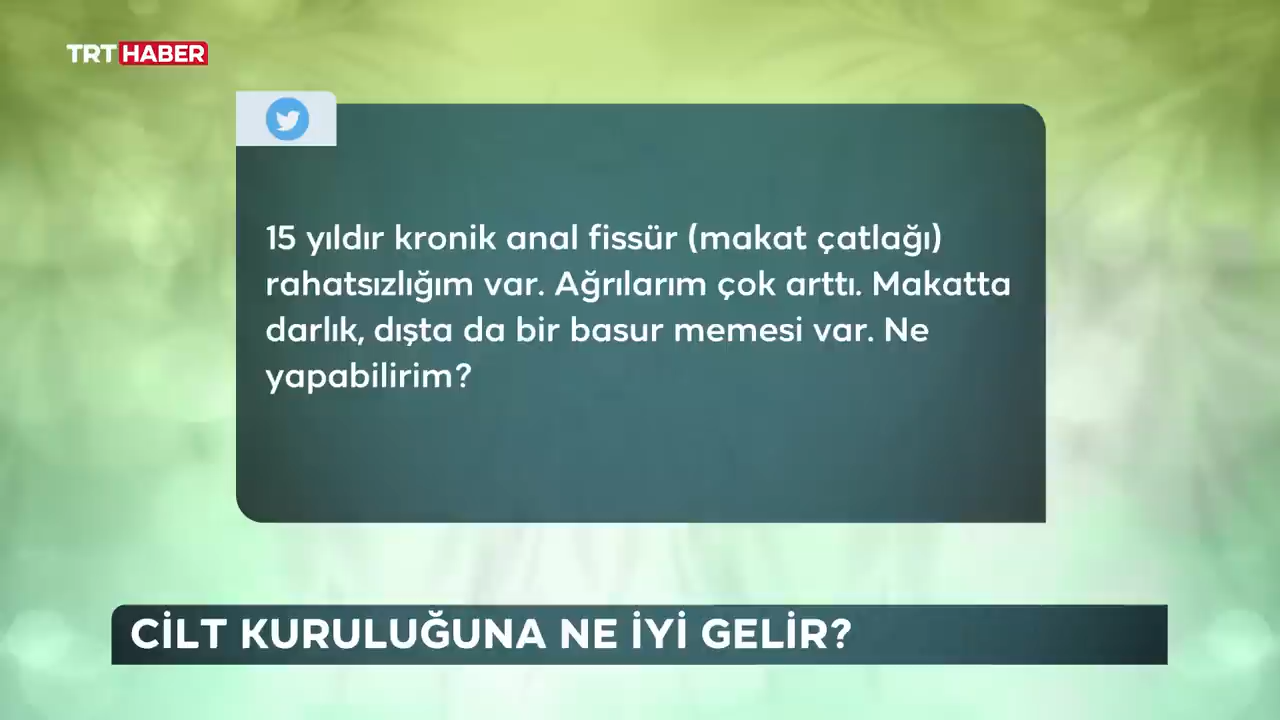 TRT HABER
15 yıldır kronik anal fissür (makat çatlağı)
rahatsızlığım var. Ağrılarım çok arttı. Makatta
darlık, dışta da bir basur memesi var. Ne
yapabilirim?
CİLT KURULUĞUNA NE İYİ GELİR?